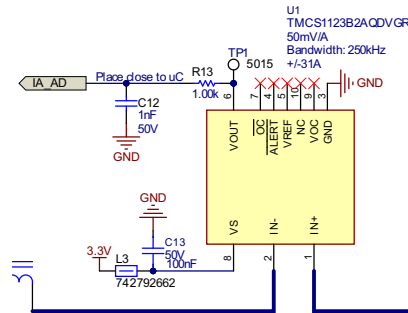 U1
TMCS1123B2AQDVGR
50mV/A
Bandwidth: 250kHz
+/-31A
TP1
5015
R13
1.00k
IA_AD
Place close to uC
C12
1nF
50V
GND
GND
6
7
4
5
10
9
3
VOUT
OC
ALERT
VREF
NC
VOC
GND
VS
IN-
IN+
8
2
1
GND
C13
50V
100nF
3.3V
L3
742792662